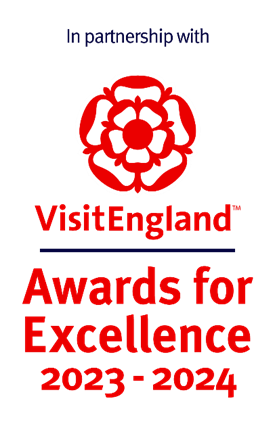 In partnership with
VisitEngland™
Awards for
Excellence
2023 - 2024